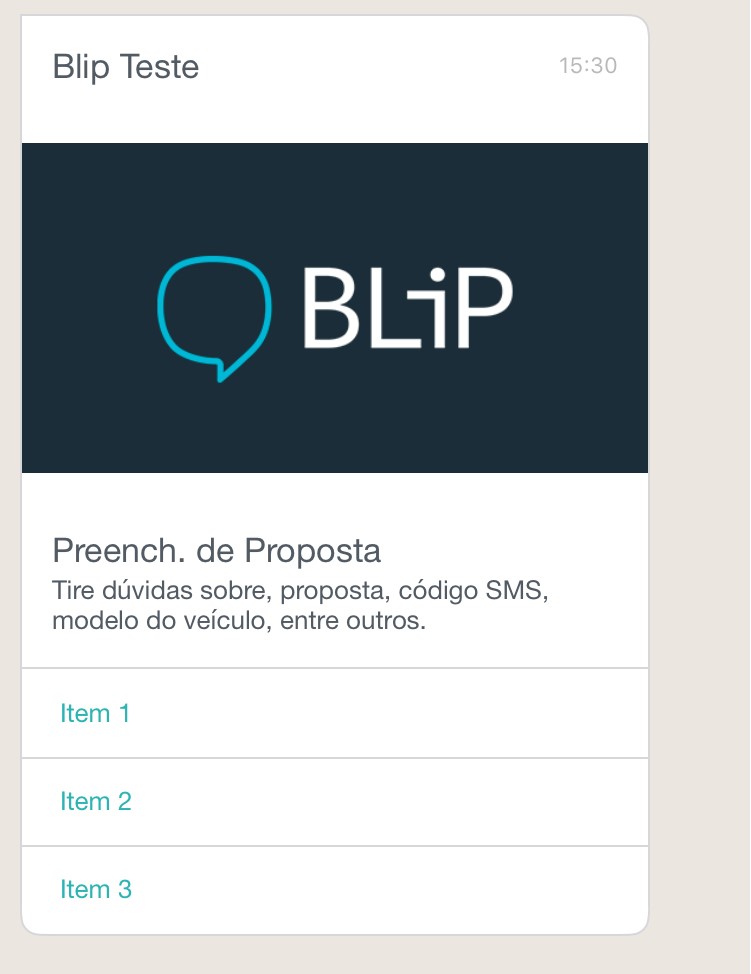 Blip Teste
15:30
BLiP
Preench. de Proposta
Tire dúvidas sobre, proposta, código SMS,
modelo do veículo, entre outros.
Item 1
Item 2
Item 3